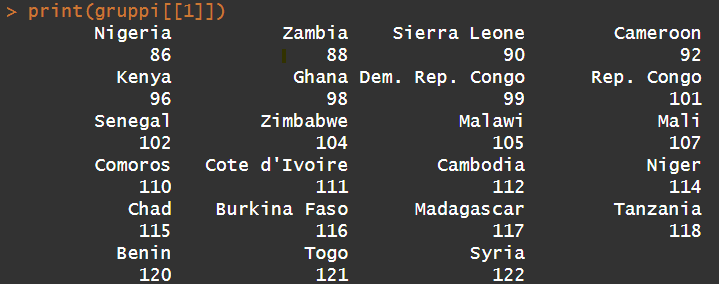 > print(gruppi[[1]])
Nigeria Zambia Sierra Leone Cameroon
86 88 90 92
Kenya Ghana Dem. Rep. Congo Rep. Congo
96 98 99 101
Senegal Zimbabwe Malawi Mali
102 104 105 107
Comoros Cote d'Ivoire Cambodia Niger
110 111 112 114
Chad Burkina Faso Madagascar Tanzania
115 116 117 118
Benin Togo Syria
120 121 122